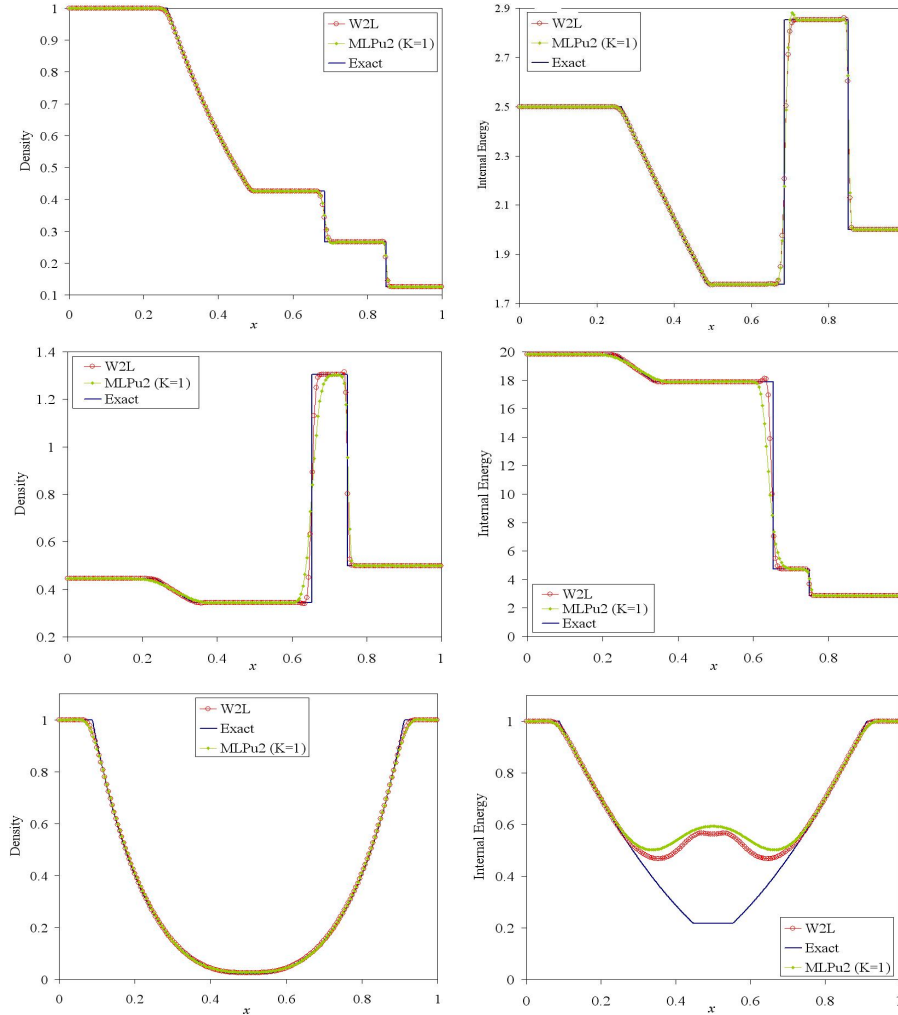 1
0.9
0.8
0.7
0.6
0.5
0.4
0.3
0.2
0.1
Density
0
0.2
0.4
0.6
0.8
1
x
W2L
MLPu2 (K=1)
Exact
2.9
2.7
2.5
2.3
2.1
1.9
1.7
Internal Energy
0
0.2
0.4
0.6
0.8
1
x
W2L
MLPu2 (K=1)
Exact
1.4
1.2
1
0.8
0.6
0.4
0.2
Density
0
0.2
0.4
0.6
0.8
1
x
W2L
MLPu2 (K=1)
Exact
20
18
16
14
12
10
8
6
4
2
0
Internal Energy
0
0.2
0.4
0.6
0.8
1
x
W2L
MLPu2 (K=1)
Exact
1
0.8
0.6
0.4
0.2
0
Density
0
0.2
0.4
0.6
0.8
1
x
W2L
Exact
MLPu2 (K=1)
1
0.8
0.6
0.4
0.2
0
Internal Energy
0
0.2
0.4
0.6
0.8
1
x
W2L
Exact
MLPu2 (K=1)